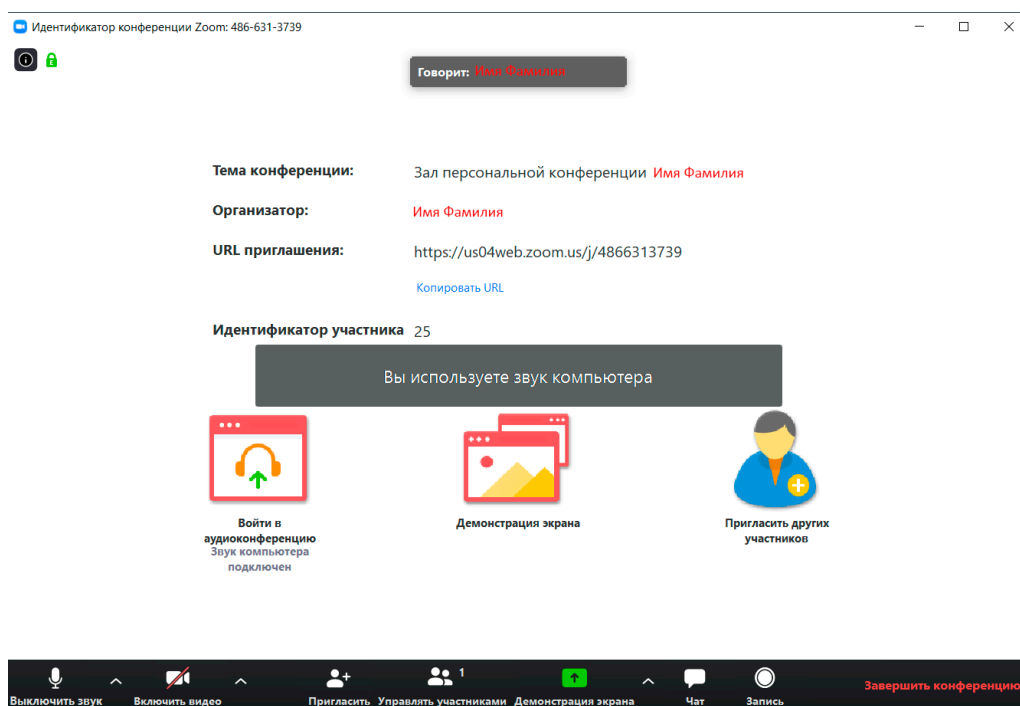 Идентификатор конференции Zoom: 486-631-3739
Говорит: Имя Фамилия
Тема конференции: Зал персональной конференции Имя Фамилия
Организатор: Имя Фамилия
URL приглашения: https://us04web.zoom.us/j/4866313739
Копировать URL
Идентификатор участника 25
Вы используете звук компьютера
Войти в
аудиоконференцию
Звук компьютера
подключен
Демонстрация экрана
Пригласить других
участников
1
Выключить звук Включить видео Пригласить Управлять участниками Демонстрация экрана Чат Запись Завершить конференцию